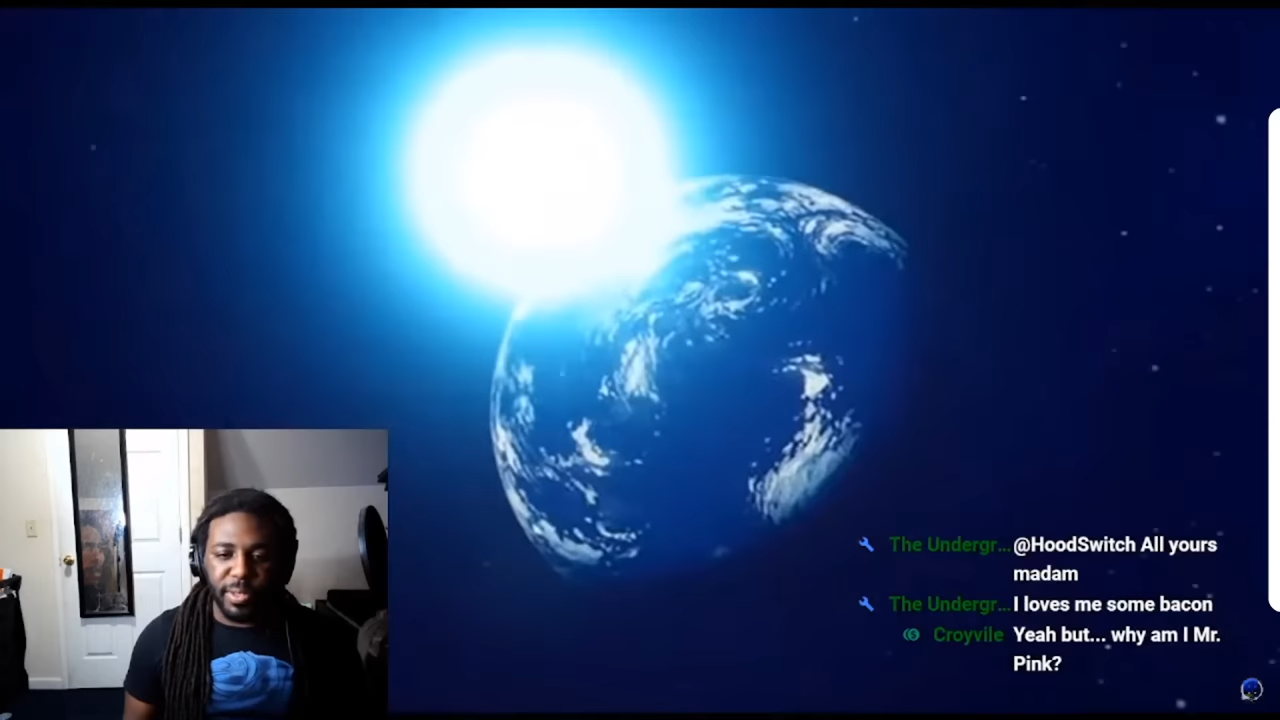 The Undergr... @HoodSwitch All yours
madam
The Undergr... I loves me some bacon
Croyvile Yeah but... why am I Mr.
Pink?